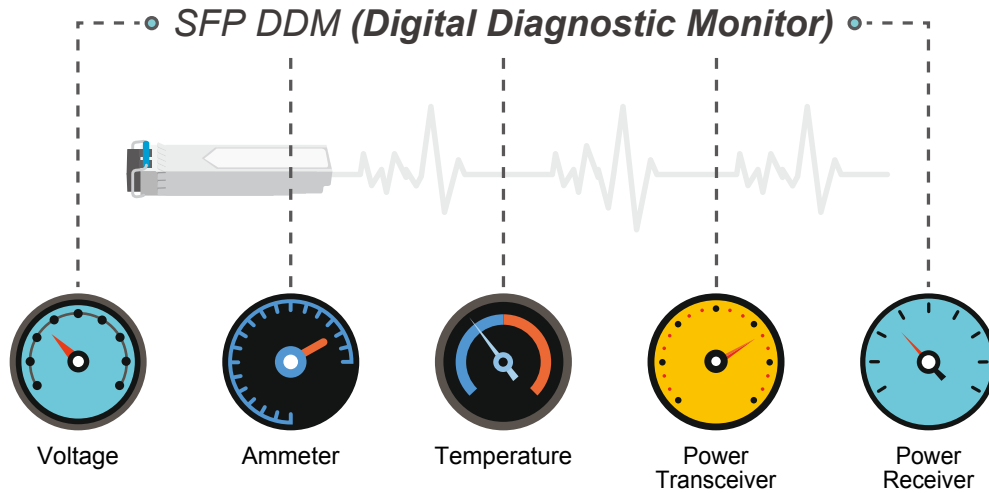 SFP DDM (Digital Diagnostic Monitor)
Voltage
Ammeter
Temperature
Power
Transceiver
Power
Receiver